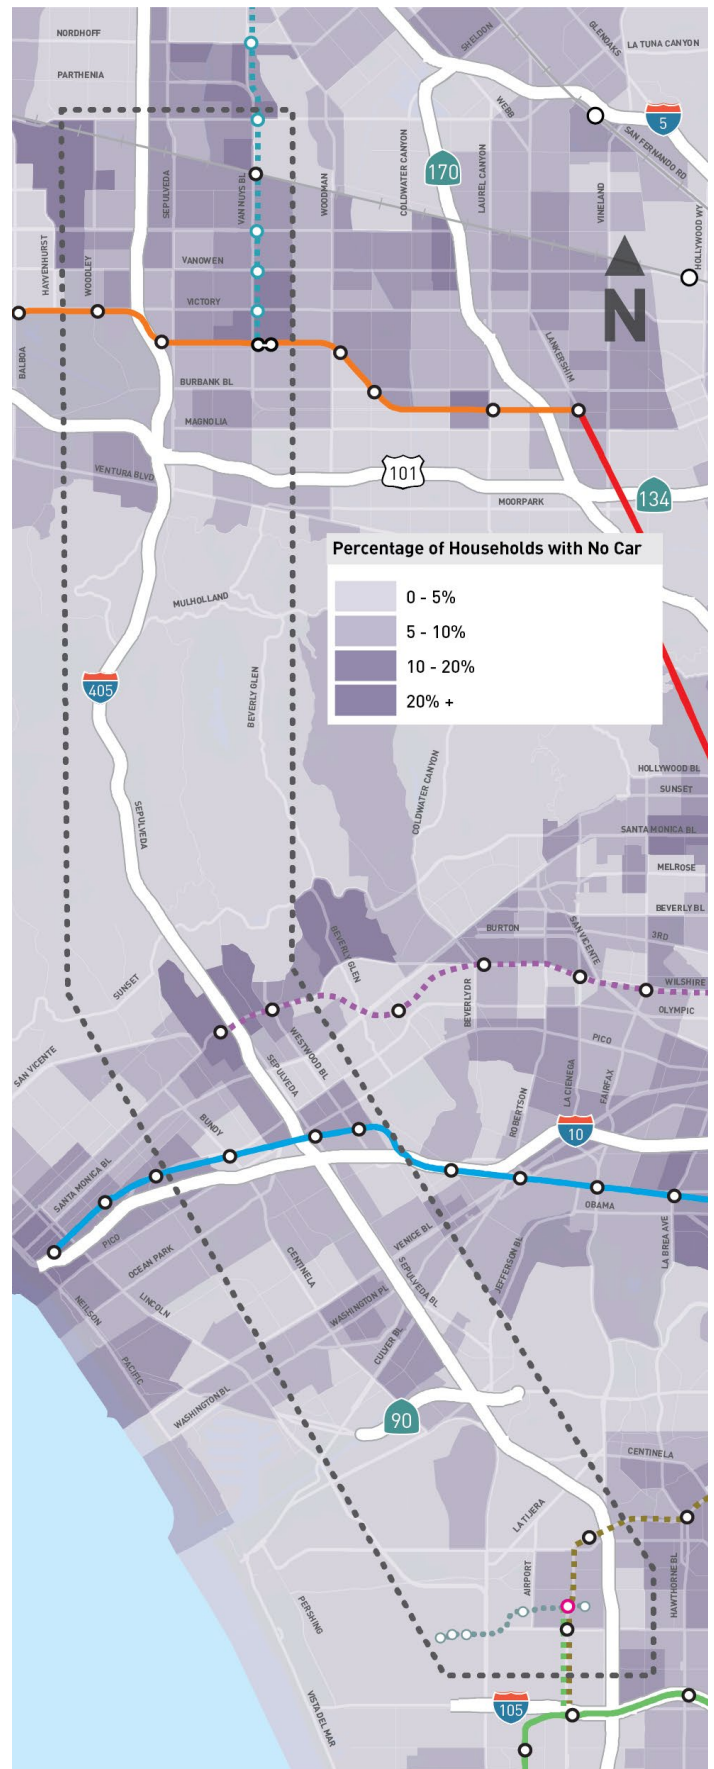 NORDHOFF
PARTHENIA
SHELDON
GLENOAKS
LA TUNA CANYON
WEBB
5
SAN FERNANDO RD
SEPULVEDA
VAN NUYS BL
WOODMAN
COLDWATER CANYON
170
LAUREL CANYON
VINELAND
HOLLYWOOD WY
HAYVENHURST
WOODLEY
VANOWEN
VICTORY
N
BALBOA
BURBANK BL
LANKERSHIM
MAGNOLIA
VENTURA BLVD
101
MOORPARK
134
Percentage of Households with No Car
0 - 5%
5 - 10%
10 - 20%
20% +
MULHOLLAND
405
BEVERLY GLEN
COLDWATER CANYON
SEPULVEDA
HOLLYWOOD BL
SUNSET
SANTA MONICA BL
MELROSE
BEVERLY BL
BURTON
SAN VICENTE
3RD
BEVERLY GLEN
SUNSET
BEVERLY DR
WILSHIRE
OLYMPIC
SAN VICENTE
WESTWOOD BL
SEPULVEDA
PICO
LA CIENEGA
FAIRFAX
ROBERTSON
BUNDY
10
SANTA MONICA BL
OBAMA
PICO
OCEAN PARK
CENTINELA
VENICE BL
SEPULVEDA BL
JEFFERSON BL
LA BREA AVE
NEILSON
LINCOLN
WASHINGTON PL
CULVER BL
PACIFIC
WASHINGTON BL
90
CENTINELA
LA TIJERA
AIRPORT
HAWTHORNE BL
PERSHING
VISTA DEL MAR
105